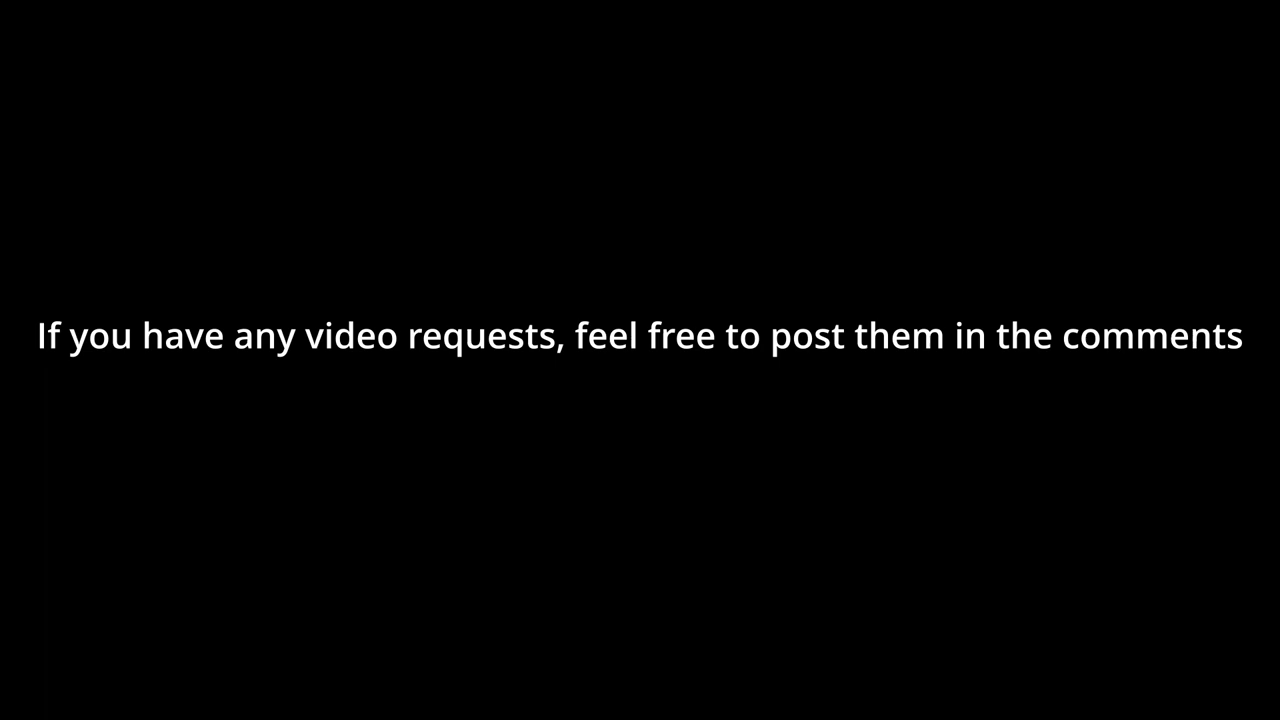 If you have any video requests, feel free to post them in the comments